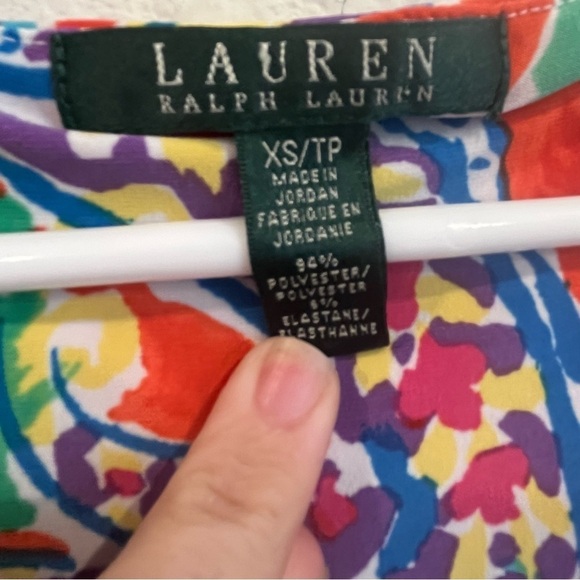 LAUREN
RALPH LAUREN
XS/TP
MADE IN
JORDAN
FABRIQUE EN
JORDANIE
94%
POLYESTER/
POLYESTER
6%
ELASTANE/
ELASTHANNE